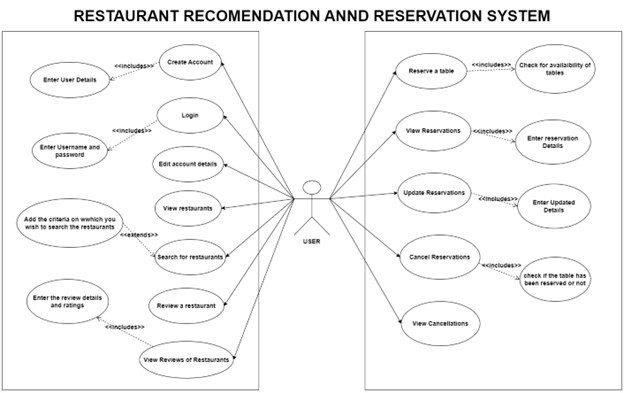 RESTAURANT RECOMENDATION ANND RESERVATION SYSTEM
Create Account
<<includes>>
Enter User Details
Login
<<includes>>
Enter Username and
password
Edit account details
View restaurants
Add the criteria on wwhich you
wish to search the restaurants
<<extends>>
Search for restaurants
Enter the review details
and ratings
Review a restaurant
<<includes>>
View Reviews of Restaurants
USER
Reserve a table
<<includes>>
Check for availaibility of
tables
View Reservations
<<includes>>
Enter reservation
Details
Update Reservations
<<includes>>
Enter Updated
Details
Cancel Reservations
<<includes>>
check if the table has
been reserved or not
View Cancellations